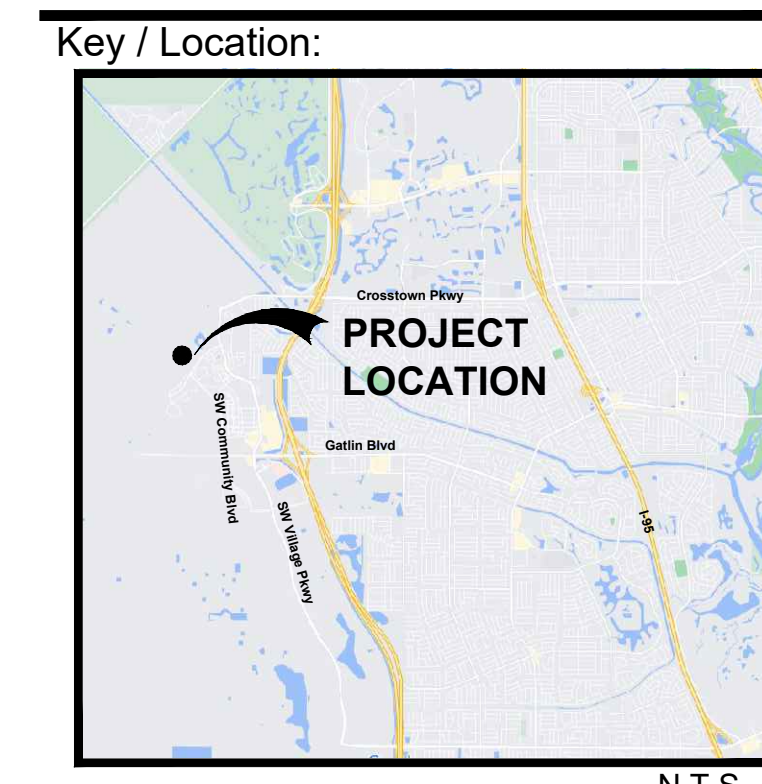 Key / Location:
Crosstown Pkwy
PROJECT
LOCATION
SW Community Blvd
Gatlin Blvd
SW Village Pkwy
I-95
N.T.S.